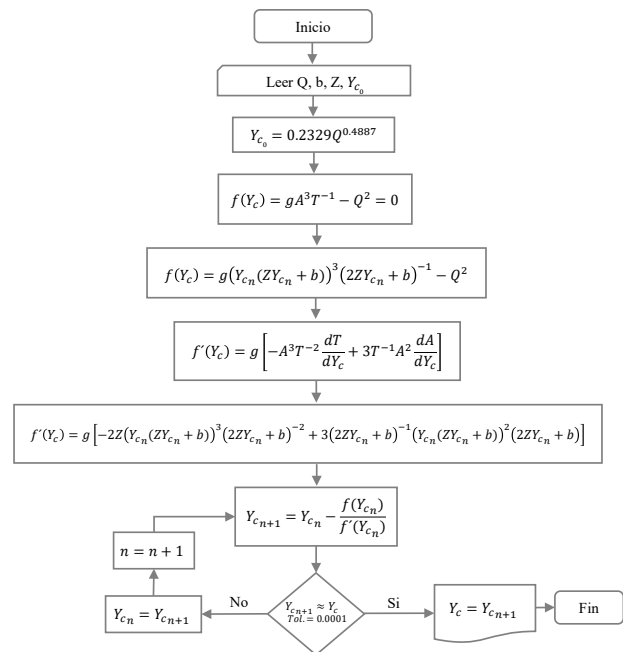 Inicio
Leer Q, b, Z, Y_{c_0}
Y_{c_0} = 0.2329Q^{0.4887}
f(Y_c) = gA^3T^{-1} − Q^2 = 0
f(Y_c) = g(Y_{c_n}(ZY_{c_n} + b))^3(2ZY_{c_n} + b)^{-1} − Q^2
f´(Y_c) = g[−A^3T^{-2} dT/dY_c + 3T^{-1}A^2 dA/dY_c]
f´(Y_c) = g[−2Z(Y_{c_n}(ZY_{c_n} + b))^3(2ZY_{c_n} + b)^{-2} + 3(2ZY_{c_n} + b)^{-1}(Y_{c_n}(ZY_{c_n} + b))^2(2ZY_{c_n} + b)]
Y_{c_{n+1}} = Y_{c_n} − f(Y_{c_n})/f´(Y_{c_n})
n = n + 1
Y_{c_n} = Y_{c_{n+1}}
No
Y_{c_{n+1}} ≈ Y_c
Tol. = 0.0001
Si
Y_c = Y_{c_{n+1}}
Fin